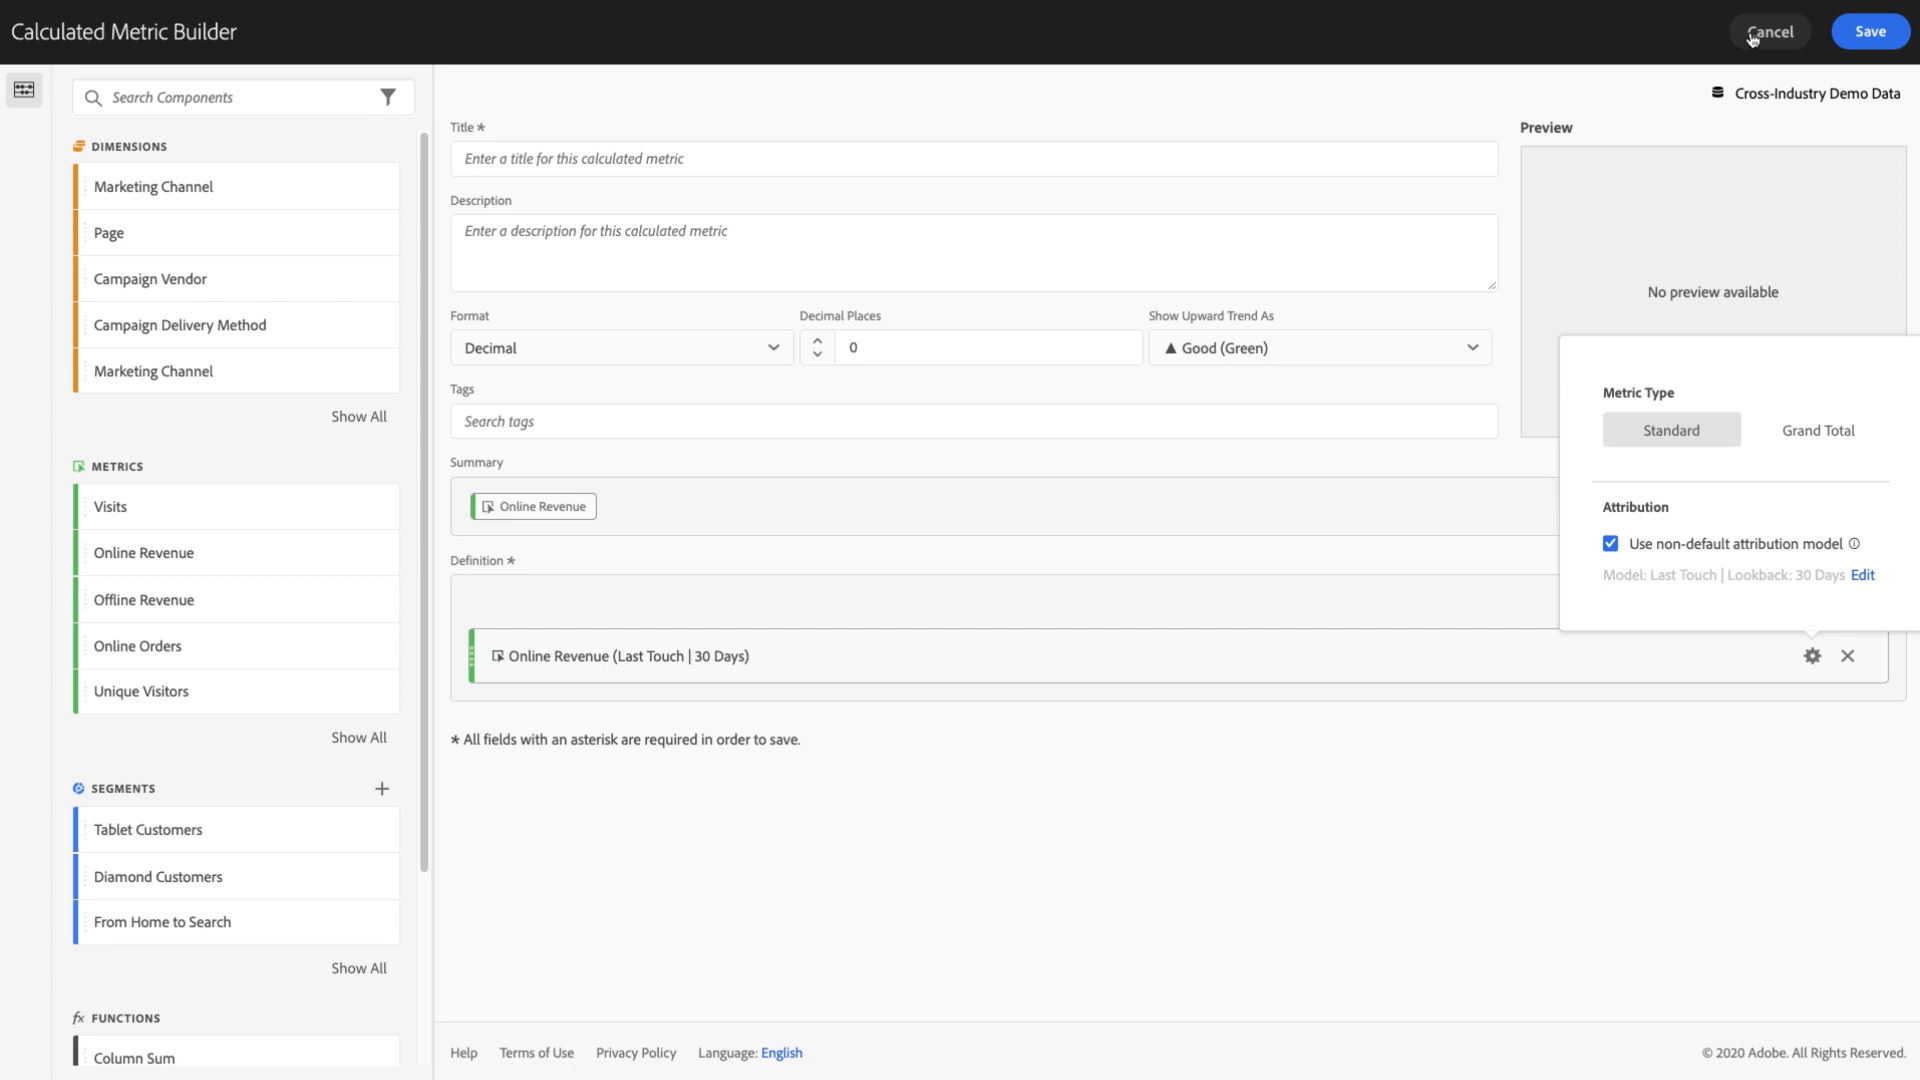 Calculated Metric Builder
Cancel
Save
Search Components
Cross-Industry Demo Data
DIMENSIONS
Marketing Channel
Page
Campaign Vendor
Campaign Delivery Method
Marketing Channel
Show All
METRICS
Visits
Online Revenue
Offline Revenue
Online Orders
Unique Visitors
Show All
SEGMENTS
Tablet Customers
Diamond Customers
From Home to Search
Show All
fx FUNCTIONS
Column Sum
Title *
Enter a title for this calculated metric
Description
Enter a description for this calculated metric
Format
Decimal
Decimal Places
0
Show Upward Trend As
▲ Good (Green)
Tags
Search tags
Summary
Online Revenue
Definition *
Online Revenue (Last Touch | 30 Days)
* All fields with an asterisk are required in order to save.
Preview
No preview available
Metric Type
Standard
Grand Total
Attribution
Use non-default attribution model
Model: Last Touch | Lookback: 30 Days Edit
Help
Terms of Use
Privacy Policy
Language: English
© 2020 Adobe. All Rights Reserved.